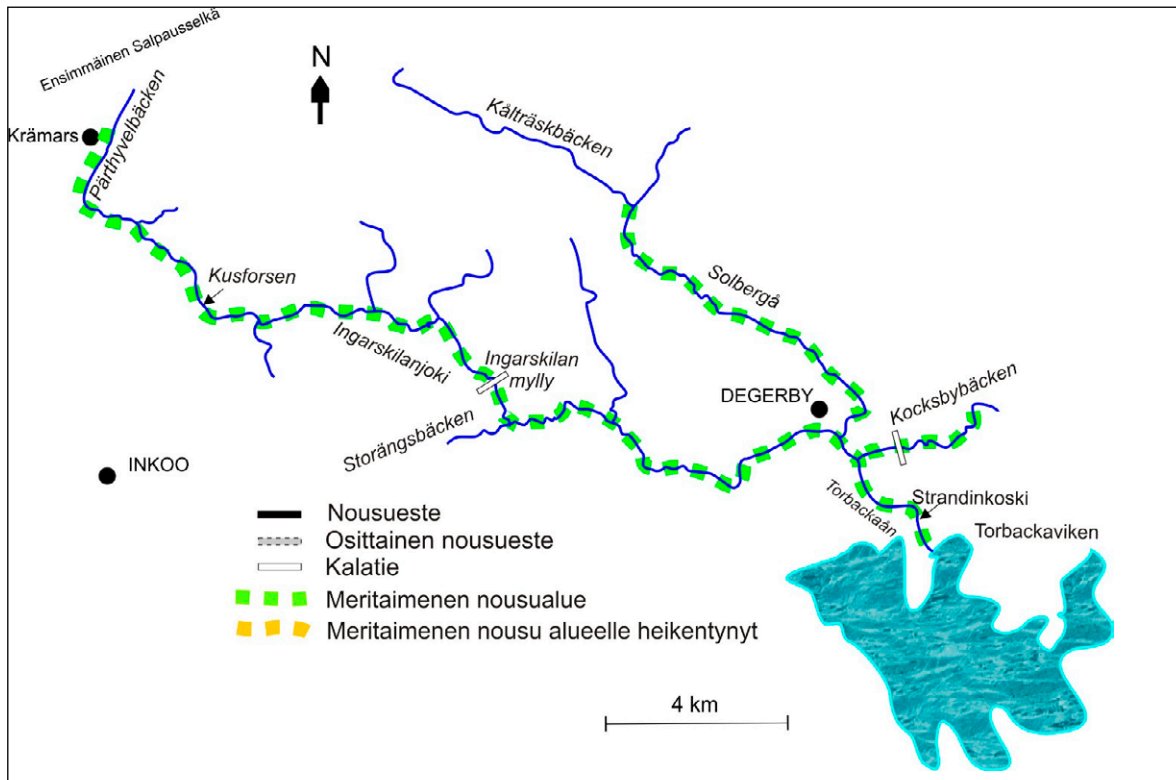 Ensimmäinen Salpausselkä
N
Krämars
Pärthyvelbäcken
Kålträskbäcken
Kusforsen
Solbergå
Ingarskilanjoki
Ingarskilan
mylly
DEGERBY
Kocksbybäcken
Storängsbäcken
INKOO
Torbackaån
Strandinkoski
Torbackaviken
Nousueste
Osittainen nousueste
Kalatie
Meritaimenen nousualue
Meritaimenen nousu alueelle heikentynyt
4 km